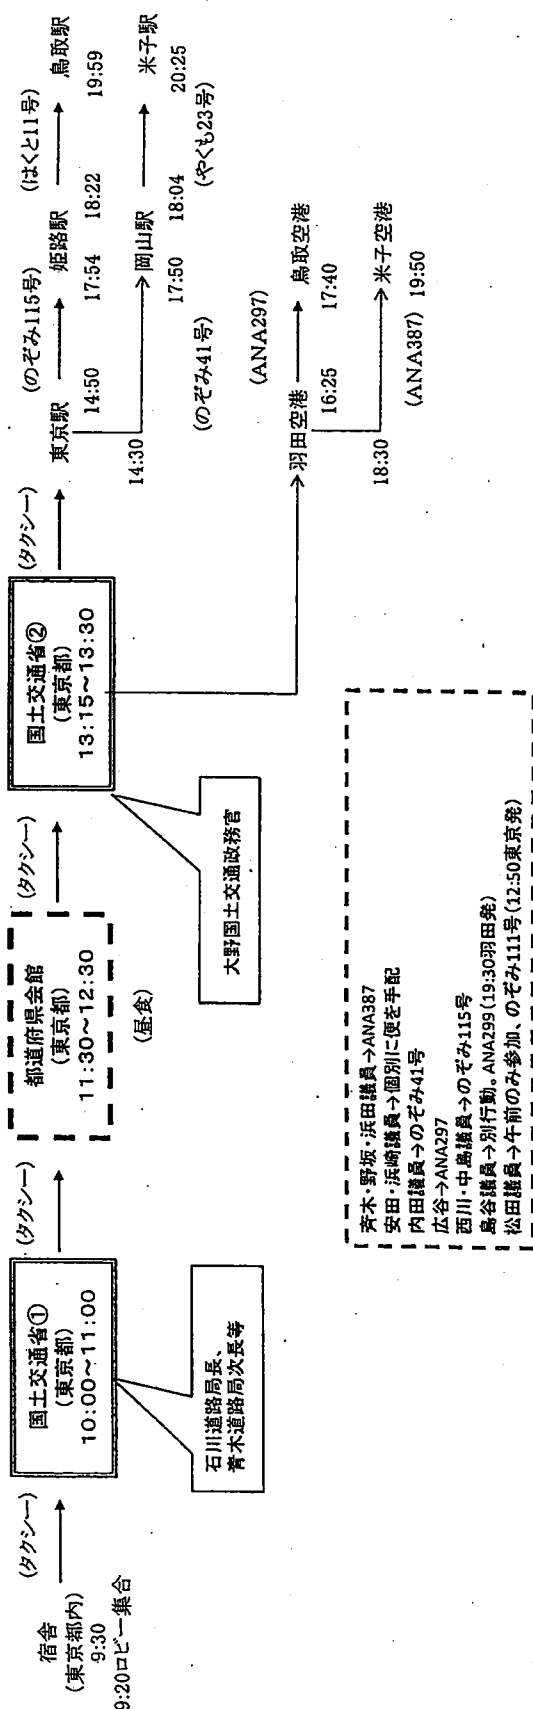 宿舎
(東京都内)
9:30
9:20ロビー集合
(タクシー)
国土交通省①
(東京都)
10:00～11:00
石川道路局長、
青木道路局次長等
(タクシー)
都道府県会館
(東京都)
11:30～12:30
(昼食)
(タクシー)
国土交通省②
(東京都)
13:15～13:30
大野国土交通政務官
(タクシー)
東京駅
14:50
(のぞみ115号)
姫路駅
17:54 18:22
(はくと11号)
鳥取駅
19:59
14:30
(のぞみ41号)
岡山駅
17:50 18:04
(やくも23号)
米子駅
20:25
羽田空港
16:25
(ANA297)
鳥取空港
17:40
18:30
(ANA387)
米子空港
19:50
斉木・野坂・浜田議員→ANA387
安田・浜崎議員→個別に便を手配
内田議員→のぞみ41号
広谷→ANA297
西川・中島議員→のぞみ115号
島谷議員→別行動。ANA299(19:30羽田発)
松田議員→午前のみ参加、のぞみ111号(12:50東京発)